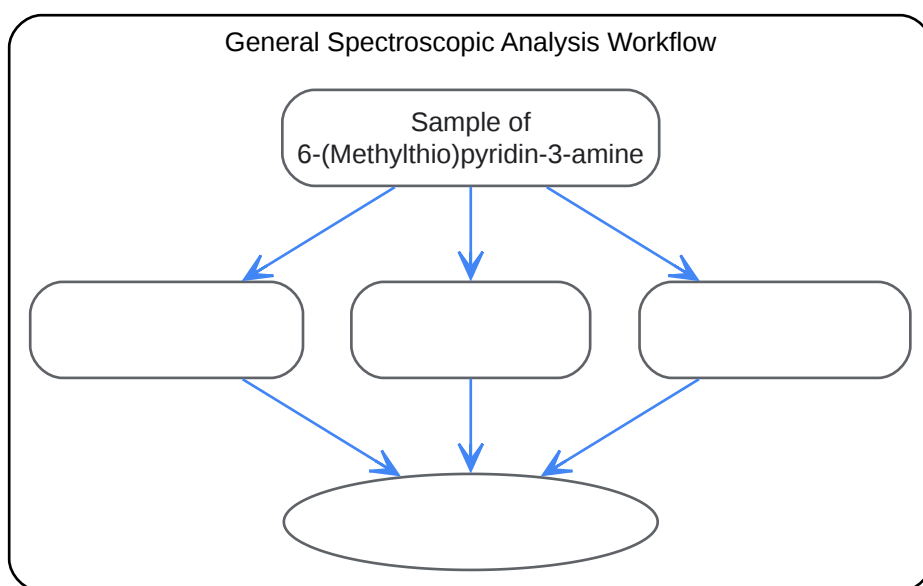 General Spectroscopic Analysis Workflow
Sample of
6-(Methylthio)pyridin-3-amine